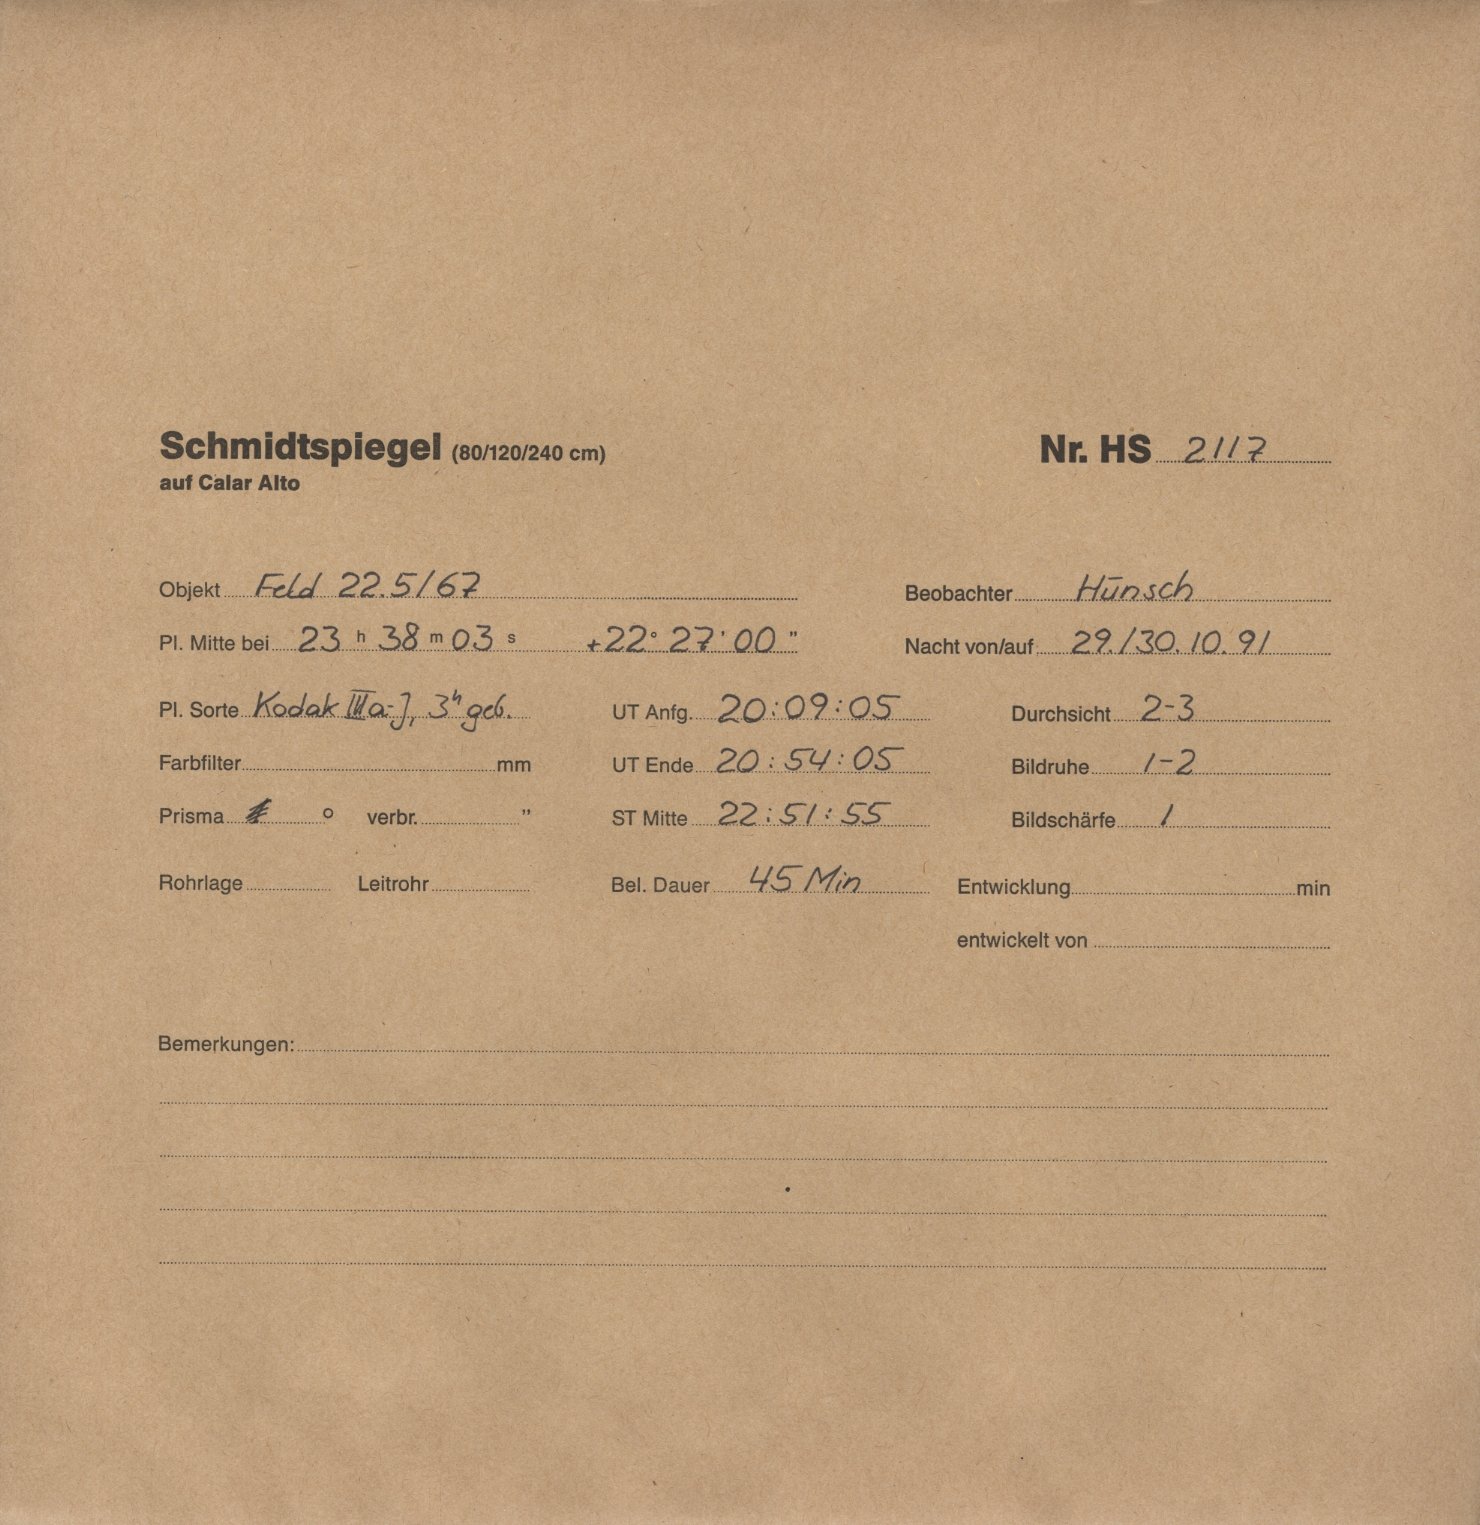 Schmidtspiegel (80/120/240 cm) Nr. HS 2117
auf Calar Alto
Objekt Feld 22.5/67 Beobachter Hünsch
Pl. Mitte bei 23 h 38 m 03 s +22° 27' 00 " Nacht von/auf 29./30.10.91
Pl. Sorte Kodak IIIa-J, 3h geb. UT Anfg. 20:09:05 Durchsicht 2-3
Farbfilter mm UT Ende 20:54:05 Bildruhe 1-2
Prisma ° verbr. " ST Mitte 22:51:55 Bildschärfe 1
Rohrlage Leitrohr Bel. Dauer 45 Min Entwicklung min
entwickelt von
Bemerkungen: